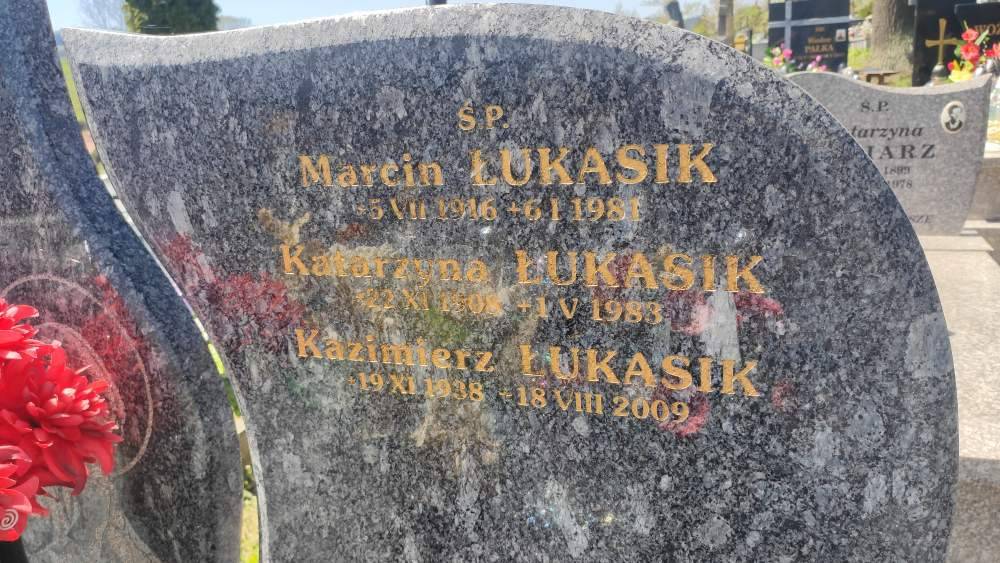 Ś.P.
Marcin ŁUKASIK
*5 VII 1916 +6 I 1981
Katarzyna ŁUKASIK
*22 XI 1908 +1 V 1983
Kazimierz ŁUKASIK
*19 XI 1938 +18 VIII 2009
Ś.P.
PAŁKA